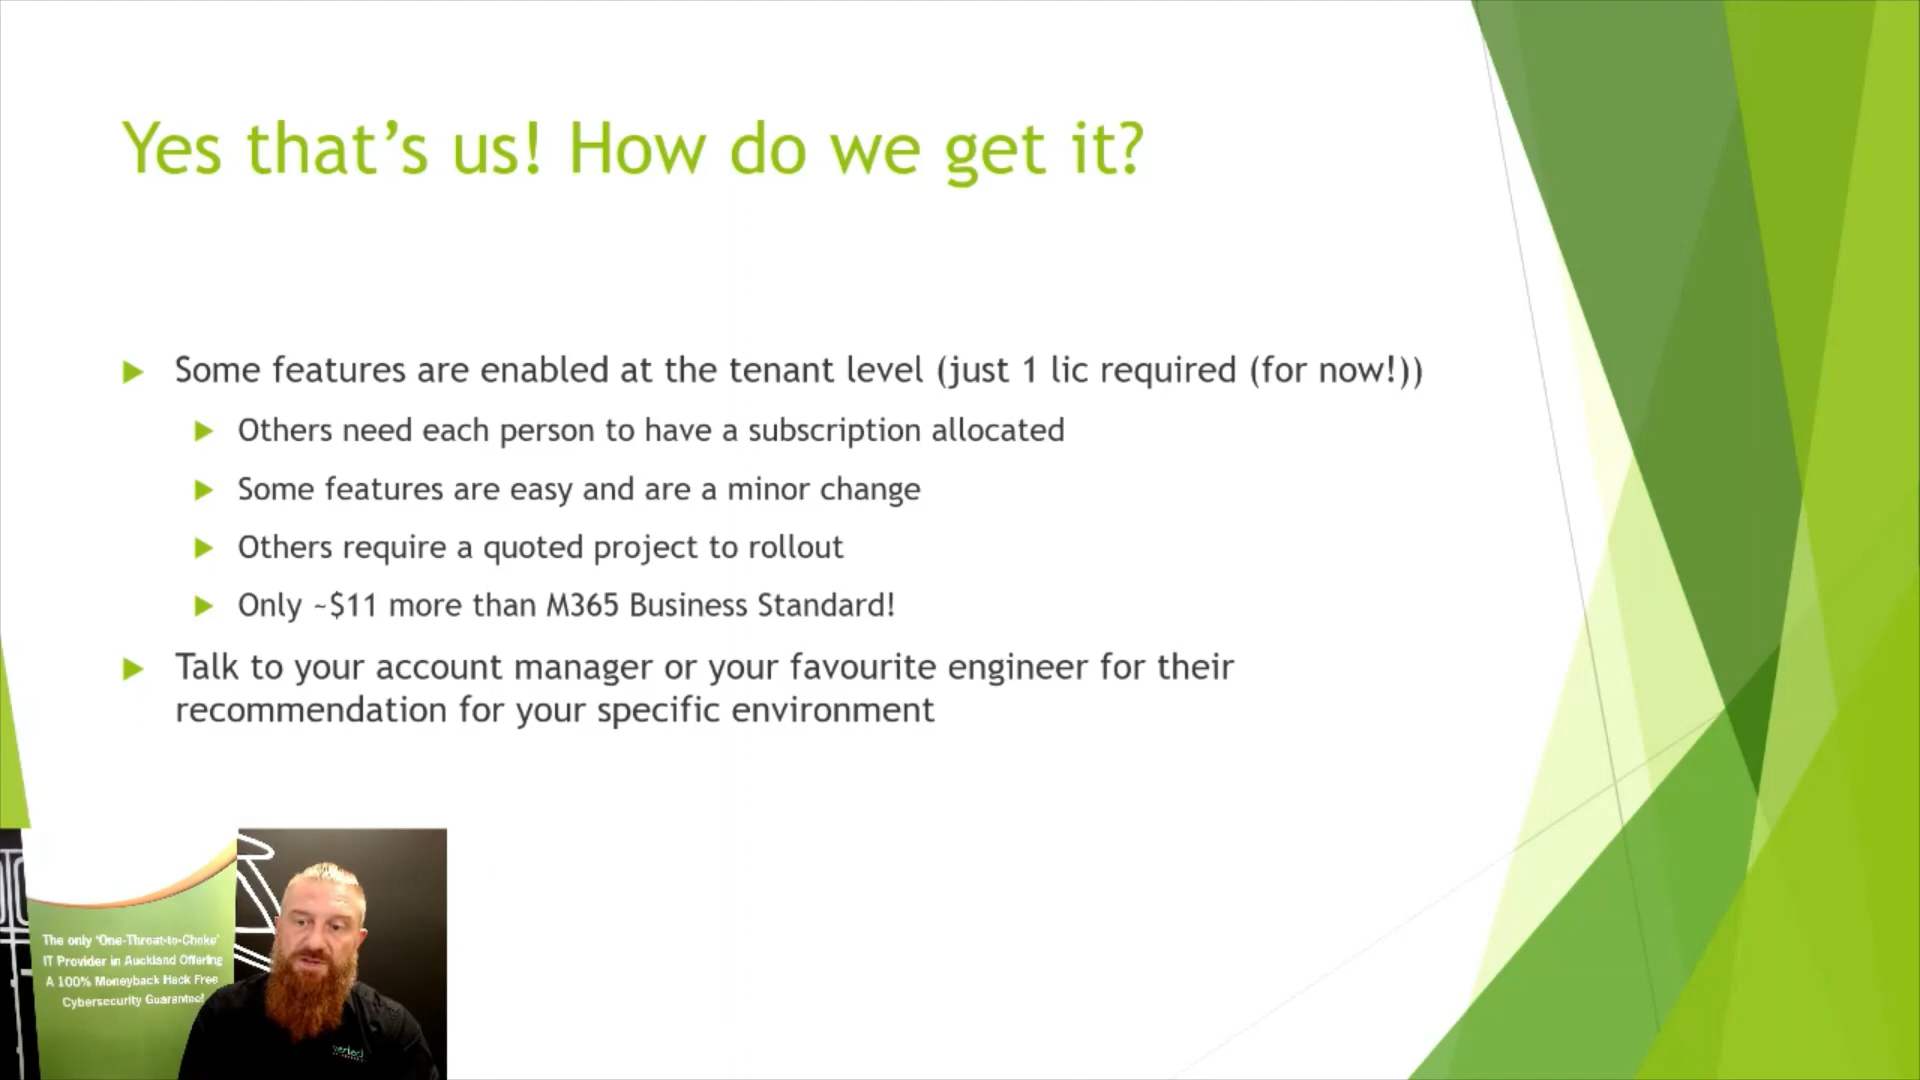 Yes that’s us! How do we get it?
Some features are enabled at the tenant level (just 1 lic required (for now!))
Others need each person to have a subscription allocated
Some features are easy and are a minor change
Others require a quoted project to rollout
Only ~$11 more than M365 Business Standard!
Talk to your account manager or your favourite engineer for their
recommendation for your specific environment
The only 'One-Throat-to-Choke'
IT Provider in Auckland Offering
A 100% Moneyback Hack Free
Cybersecurity Guarantee!